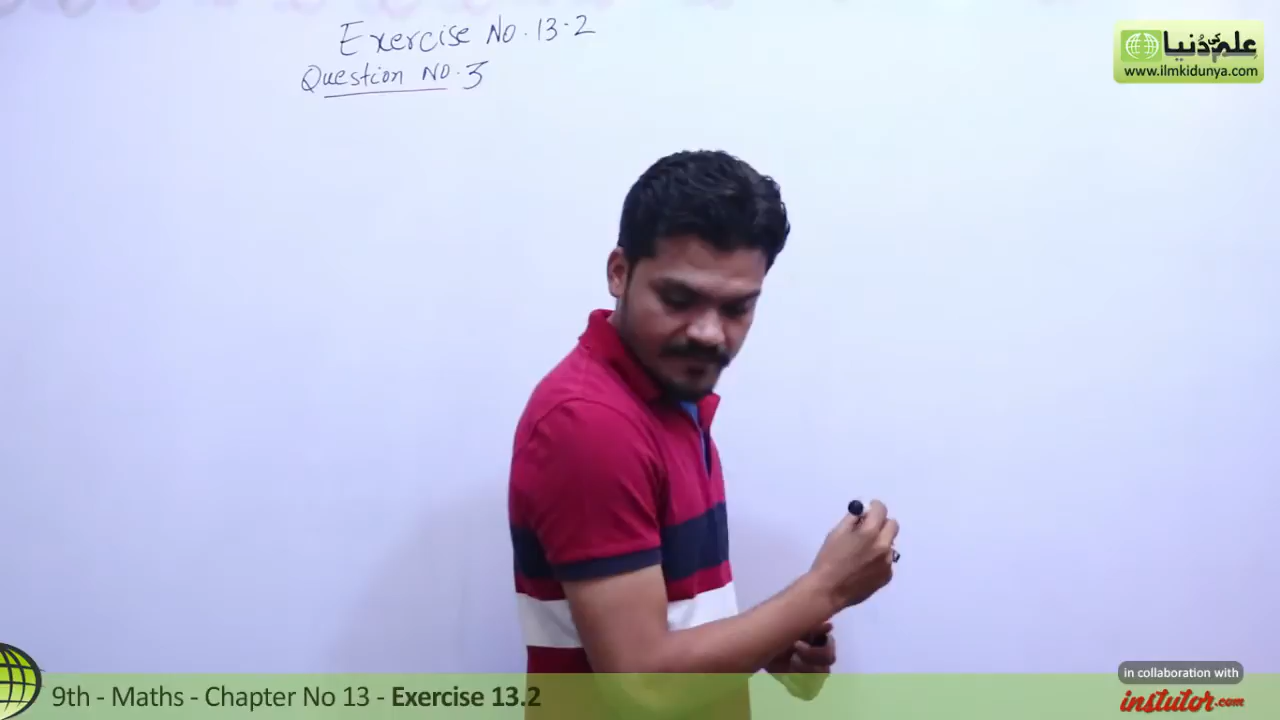 Exercise No. 13.2
Question No. 3
علم کی دنیا
www.ilmkidunya.com
in collaboration with
instutor.com
9th - Maths - Chapter No 13 - Exercise 13.2